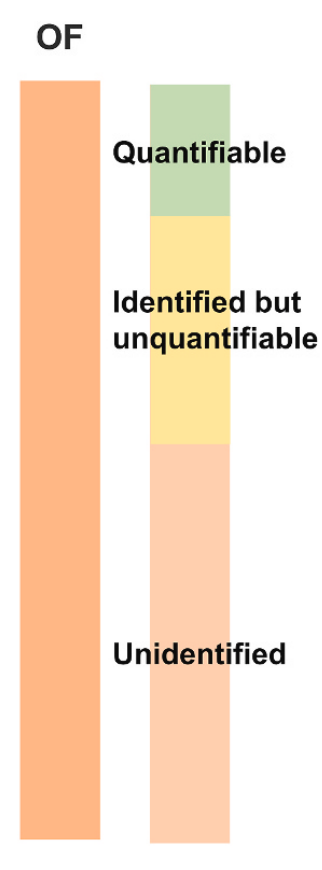 OF
Quantifiable
Identified but
unquantifiable
Unidentified